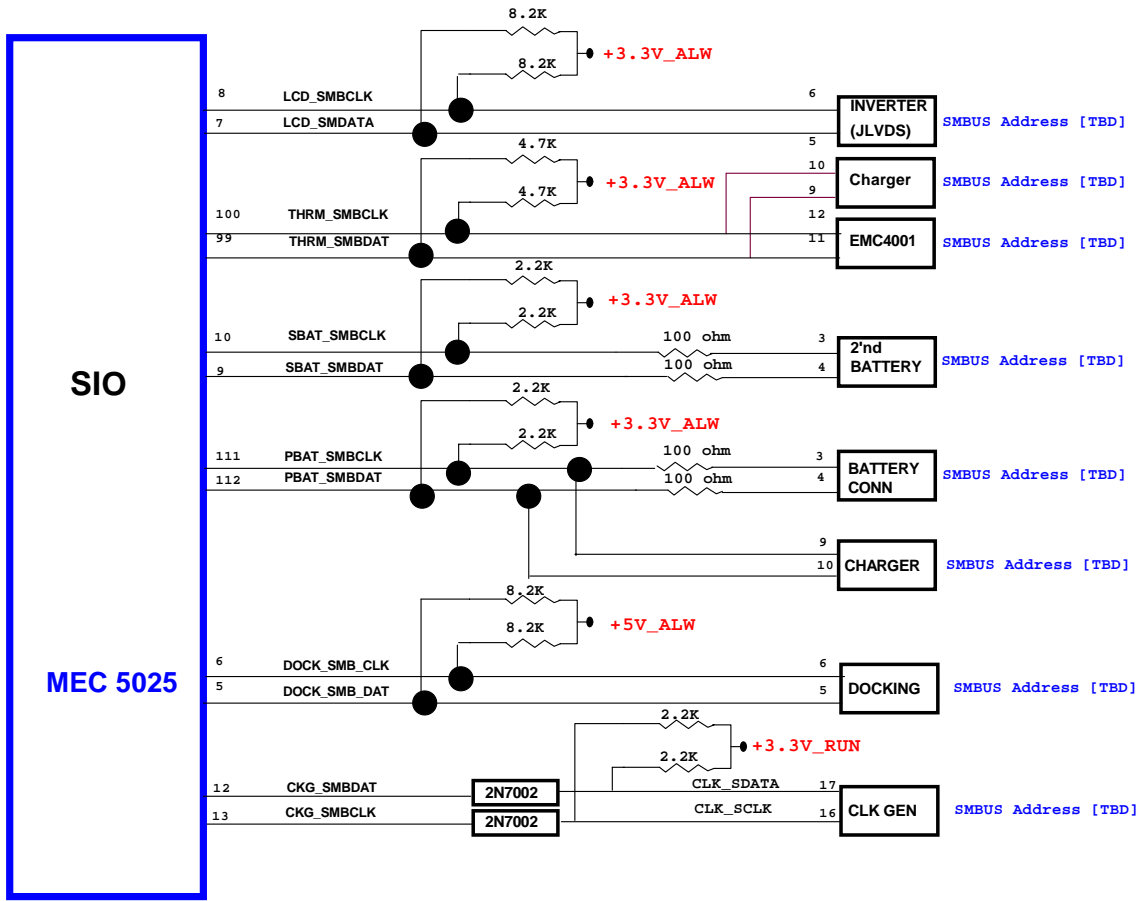 8.2K
+3.3V_ALW
8.2K
8 LCD_SMBCLK 6
INVERTER
(JLVDS)
SMBUS Address [TBD]
7 LCD_SMDATA 5
4.7K
+3.3V_ALW
4.7K
10
9
Charger
SMBUS Address [TBD]
100 THRM_SMBCLK 12
99 THRM_SMBDAT 11
EMC4001
SMBUS Address [TBD]
2.2K
+3.3V_ALW
2.2K
10 SBAT_SMBCLK 100 ohm 3
9 SBAT_SMBDAT 100 ohm 4
2'nd
BATTERY
SMBUS Address [TBD]
SIO
2.2K
+3.3V_ALW
2.2K
111 PBAT_SMBCLK 100 ohm 3
112 PBAT_SMBDAT 100 ohm 4
BATTERY
CONN
SMBUS Address [TBD]
9
10
CHARGER
SMBUS Address [TBD]
8.2K
+5V_ALW
8.2K
MEC 5025
6 DOCK_SMB_CLK 6
5 DOCK_SMB_DAT 5
DOCKING
SMBUS Address [TBD]
2.2K
+3.3V_RUN
2.2K
12 CKG_SMBDAT 2N7002 CLK_SDATA 17
13 CKG_SMBCLK 2N7002 CLK_SCLK 16
CLK GEN
SMBUS Address [TBD]